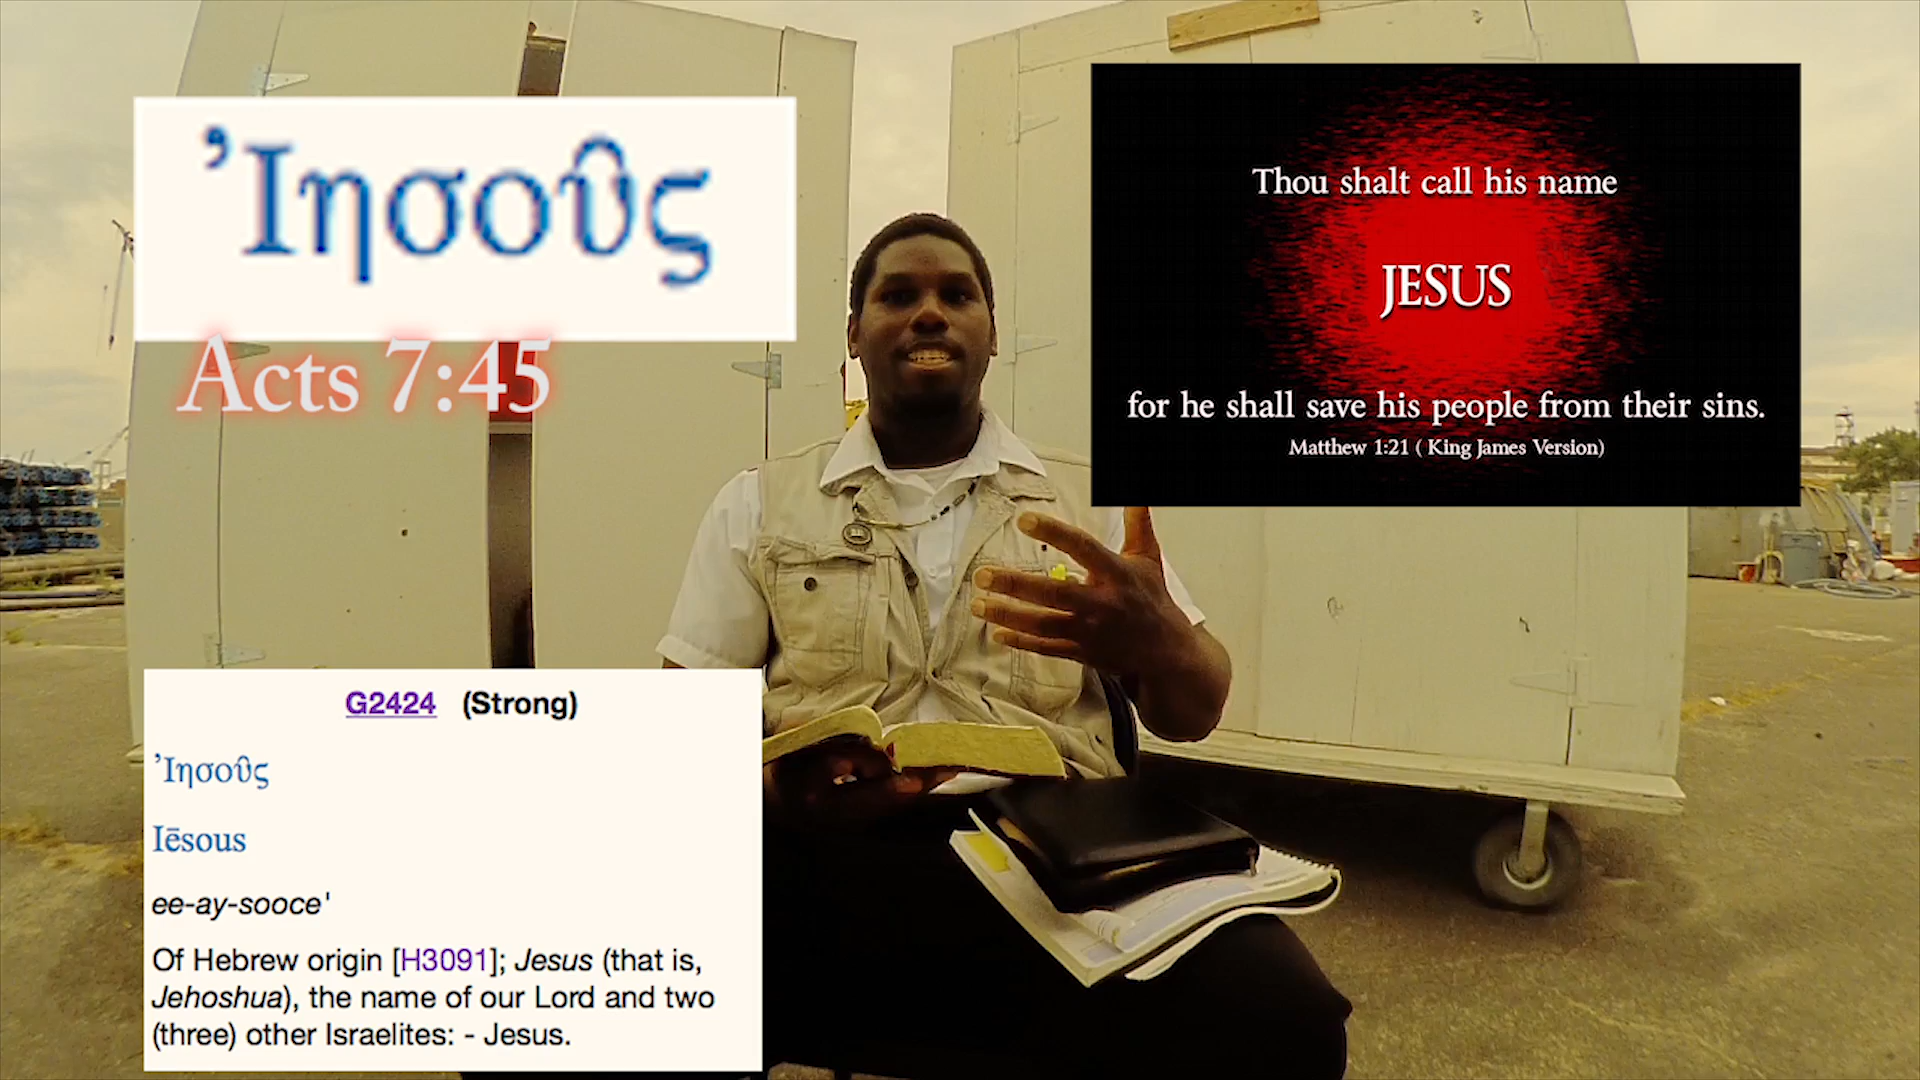 Ἰησοῦς
Acts 7:45
Thou shalt call his name
JESUS
for he shall save his people from their sins.
Matthew 1:21 ( King James Version)
G2424 (Strong)
Ἰησοῦς
Iēsous
ee-ay-sooce'
Of Hebrew origin [H3091]; Jesus (that is,
Jehoshua), the name of our Lord and two
(three) other Israelites: - Jesus.